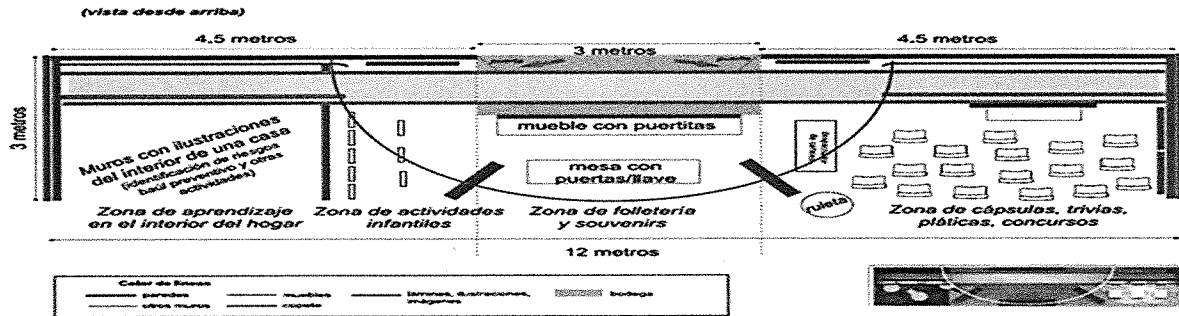 (vista desde arriba)
4.5 metros
3 metros
4.5 metros
3 metros
Muros con ilustraciones
del interior de una casa
(identificación de riesgos
baúl preventivo y otras
actividades)
mueble con puertitas
mesa con
puertas/llave
ruleta
Zona de aprendizaje
en el interior del hogar
Zona de actividades
infantiles
Zona de folletería
y souvenirs
Zona de cápsulas, trivias,
pláticas, concursos
12 metros
Color de líneas
paredes
muebles
láminas, ilustraciones,
imágenes
bodega
otros muros